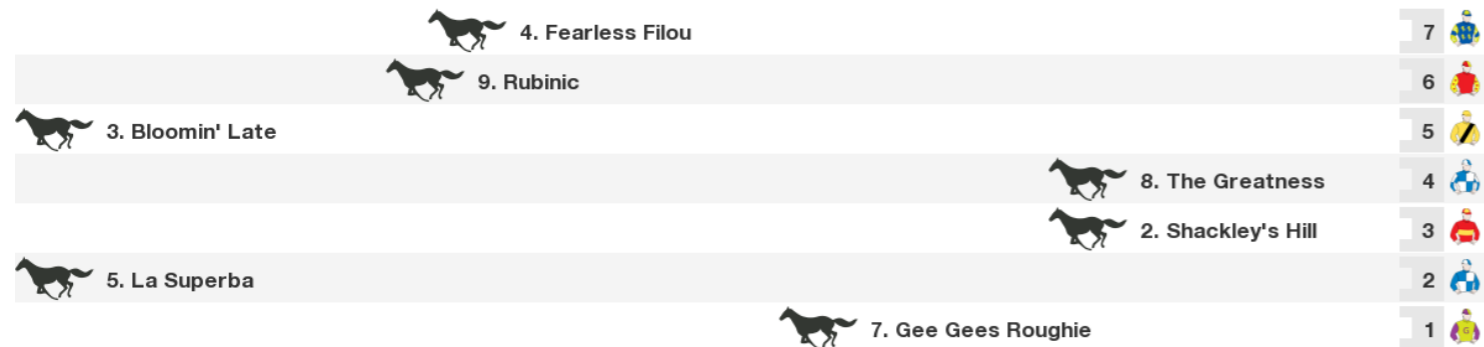 4. Fearless Filou 7
9. Rubinic 6
3. Bloomin' Late 5
8. The Greatness 4
2. Shackley's Hill 3
5. La Superba 2
7. Gee Gees Roughie 1 G